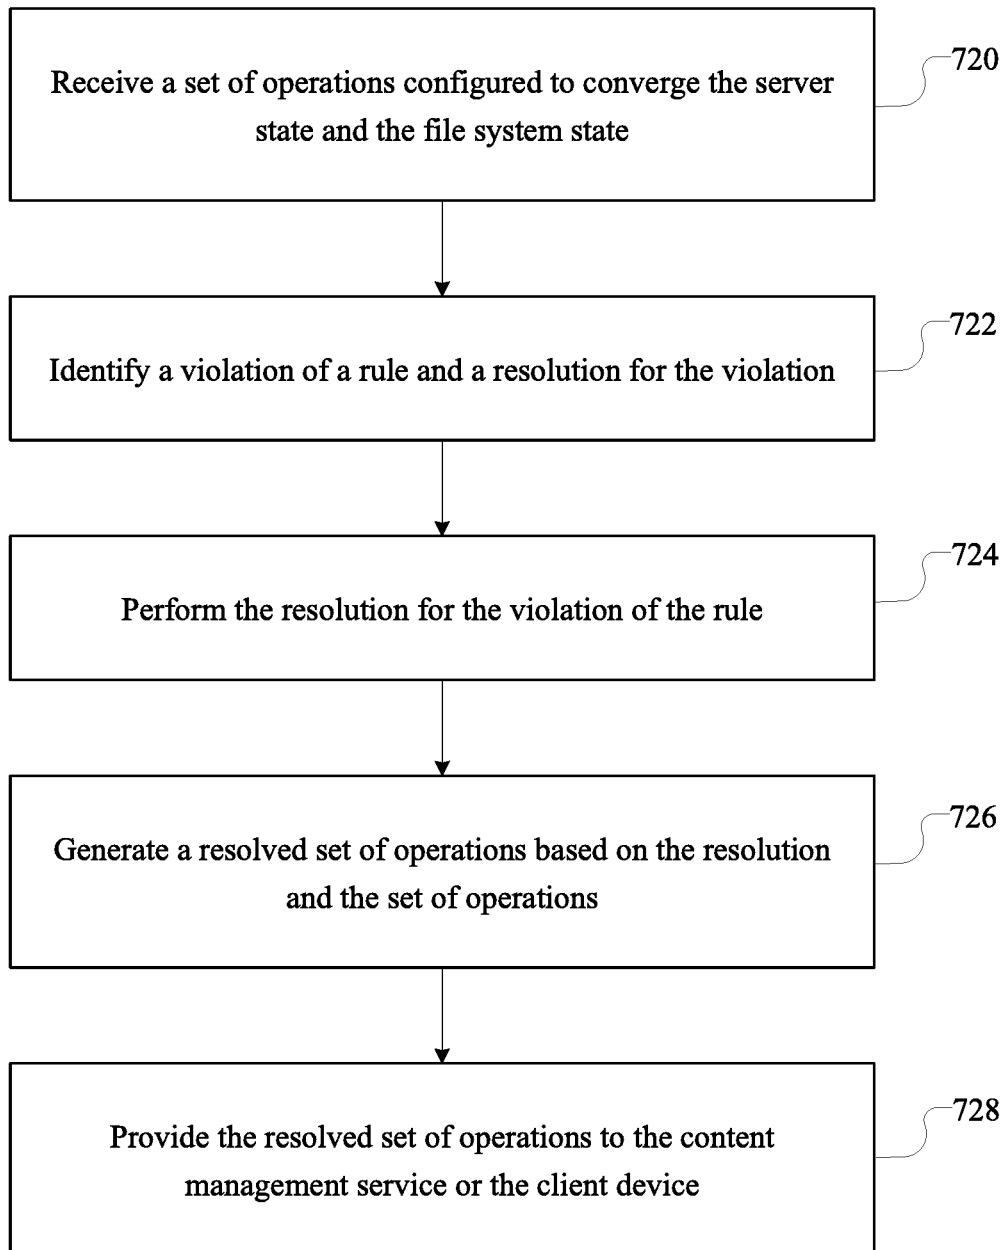 Receive a set of operations configured to converge the server
state and the file system state
720
Identify a violation of a rule and a resolution for the violation
722
Perform the resolution for the violation of the rule
724
Generate a resolved set of operations based on the resolution
and the set of operations
726
Provide the resolved set of operations to the content
management service or the client device
728